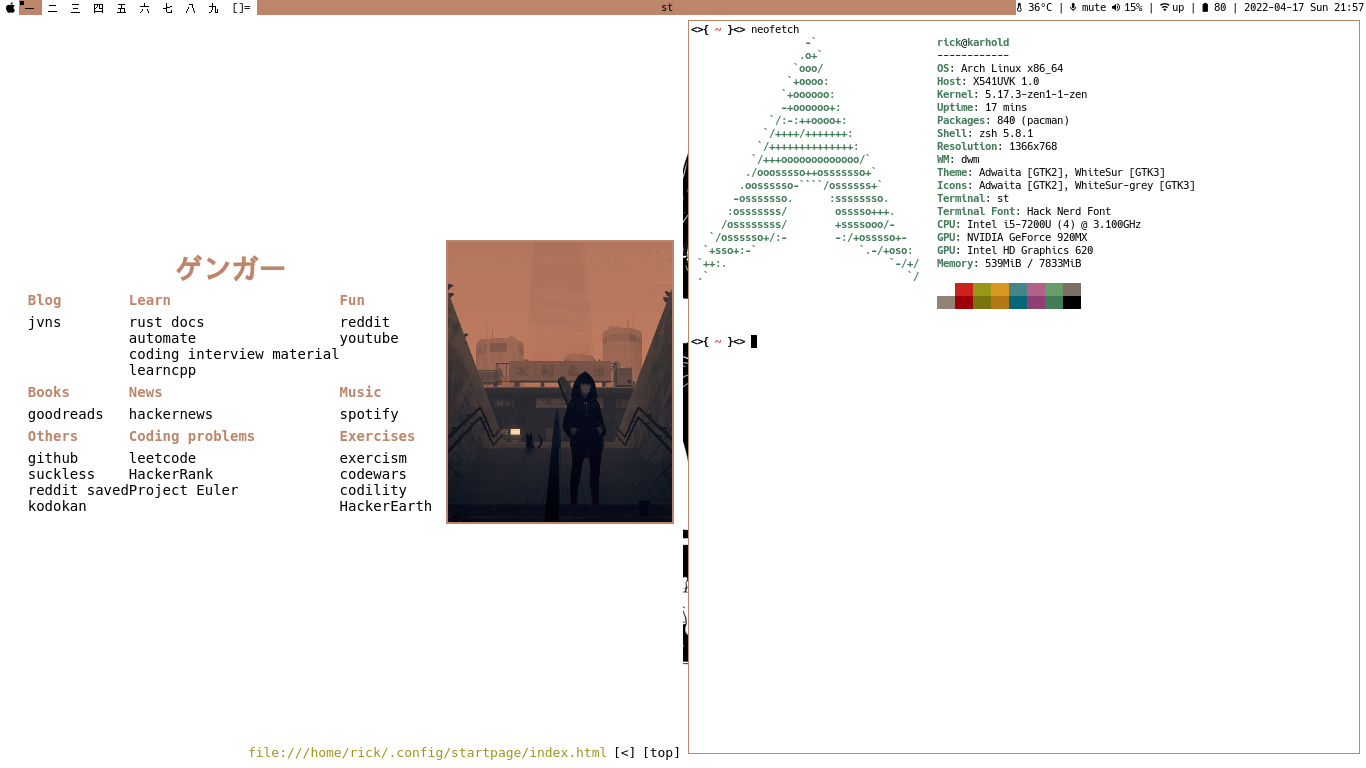 一 二 三 四 五 六 七 八 九 []= st 36°C | mute 15% | up | 80 | 2022-04-17 Sun 21:57
ゲンガー
Blog Learn Fun
jvns rust docs reddit
automate youtube
coding interview material
learncpp
Books News Music
goodreads hackernews spotify
Others Coding problems Exercises
github leetcode exercism
suckless HackerRank codewars
reddit saved Project Euler codility
kodokan HackerEarth
file:///home/rick/.config/startpage/index.html [<] [top]
<>{ ~ }<> neofetch
-` rick@karhold
.o+` ------------
`ooo/ OS: Arch Linux x86_64
`+oooo: Host: X541UVK 1.0
`+oooooo: Kernel: 5.17.3-zen1-1-zen
-+oooooo+: Uptime: 17 mins
`/:-:++oooo+: Packages: 840 (pacman)
`/++++/+++++++: Shell: zsh 5.8.1
`/++++++++++++++: Resolution: 1366x768
`/+++ooooooooooooo/` WM: dwm
./ooosssso++osssssso+` Theme: Adwaita [GTK2], WhiteSur [GTK3]
.oossssso-````/ossssss+` Icons: Adwaita [GTK2], WhiteSur-grey [GTK3]
-osssssso. :ssssssso. Terminal: st
:osssssss/ osssso+++. Terminal Font: Hack Nerd Font
/ossssssss/ +ssssooo/- CPU: Intel i5-7200U (4) @ 3.100GHz
`/ossssso+/:- -:/+osssso+- GPU: NVIDIA GeForce 920MX
`+sso+:-` `.-/+oso: GPU: Intel HD Graphics 620
`++:. `-/+/ Memory: 539MiB / 7833MiB
.` `/
<>{ ~ }<>